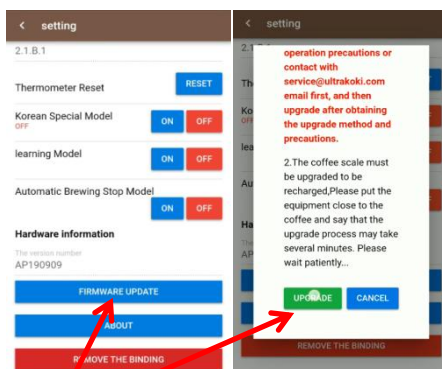 setting
2.1.B.1
Thermometer Reset
RESET
Korean Special Model
OFF
ON
OFF
learning Model
ON
OFF
Automatic Brewing Stop Model
ON
OFF
Hardware information
The version number
AP190909
FIRMWARE UPDATE
ABOUT
REMOVE THE BINDING
setting
operation precautions or
contact with
service@ultrakoki.com
email first, and then
upgrade after obtaining
the upgrade method and
precautions.
2.The coffee scale must
be upgraded to be
recharged,Please put the
equipment close to the
coffee and say that the
upgrade process may take
several minutes. Please
wait patiently...
UPGRADE
CANCEL
REMOVE THE BINDING